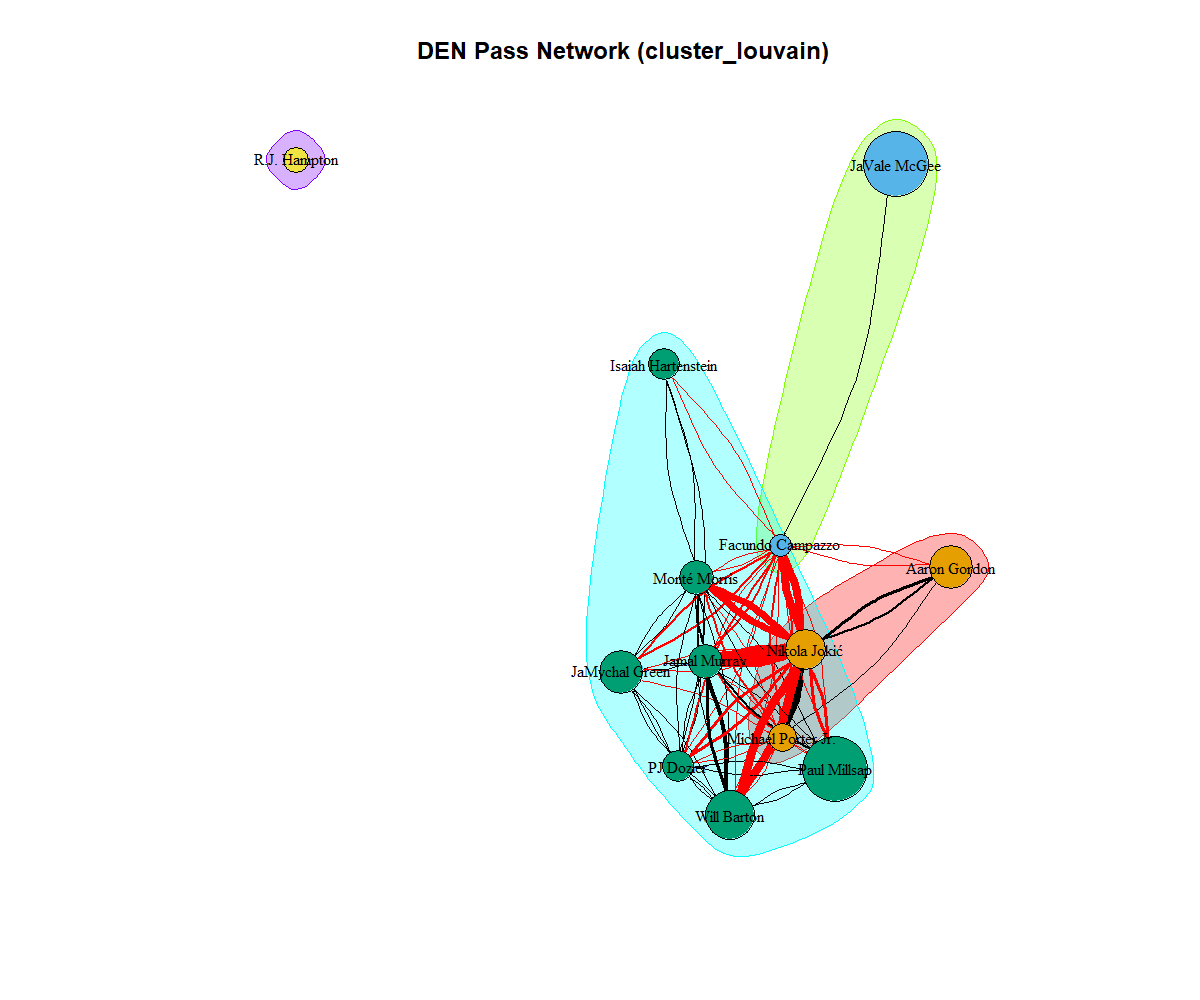 DEN Pass Network (cluster_louvain)
R.J. Hampton
JaVale McGee
Isaiah Hartenstein
Facundo Campazzo
Aaron Gordon
Monté Morris
Nikola Jokić
Jamal Murray
JaMychal Green
Michael Porter Jr.
PJ Dozier
Paul Millsap
Will Barton